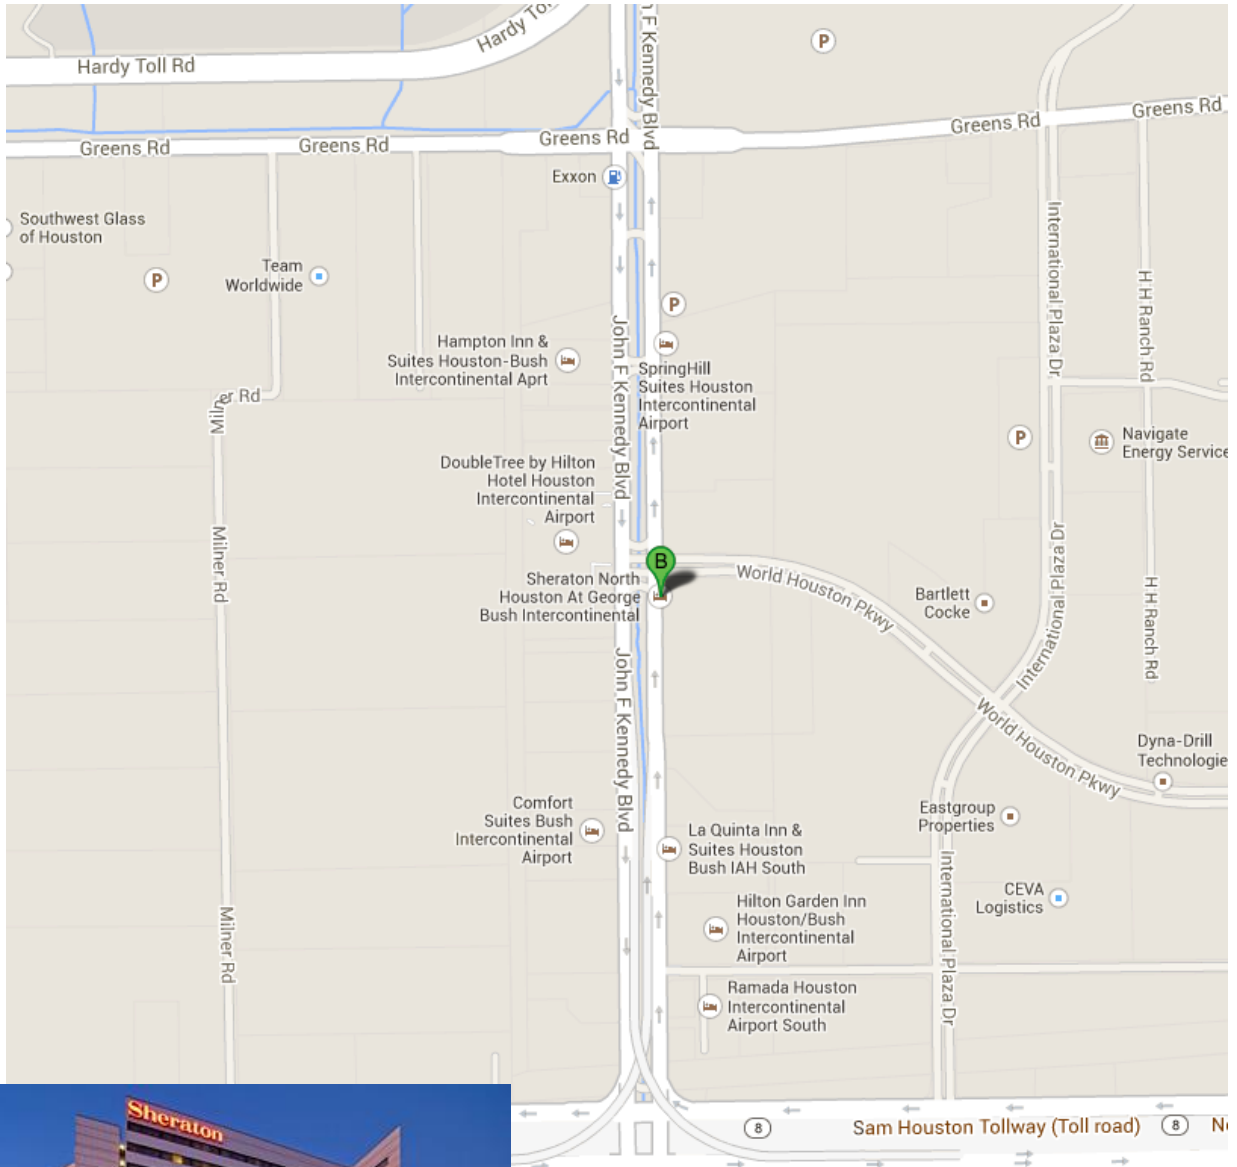 Hardy Toll Rd
Hardy Tol
n F Kennedy Blvd
P
Greens Rd
Greens Rd
Greens Rd
Greens Rd
Greens Rd
Exxon
Southwest Glass
of Houston
P
Team
Worldwide
P
International Plaza Dr
H H Ranch Rd
Hampton Inn &
Suites Houston-Bush
Intercontinental Aprt
John F Kennedy Blvd
SpringHill
Suites Houston
Intercontinental
Airport
er Rd
Miln
P
Navigate
Energy Service
DoubleTree by Hilton
Hotel Houston
Intercontinental
Airport
Milner Rd
B
Sheraton North
Houston At George
Bush Intercontinental
World Houston Pkwy
Bartlett
Cocke
International Plaza Dr
H H Ranch Rd
John F Kennedy Blvd
World Houston Pkwy
Dyna-Drill
Technologie
Comfort
Suites Bush
Intercontinental
Airport
La Quinta Inn &
Suites Houston
Bush IAH South
Eastgroup
Properties
Milner Rd
Hilton Garden Inn
Houston/Bush
Intercontinental
Airport
CEVA
Logistics
International Plaza Dr
Ramada Houston
Intercontinental
Airport South
Sheraton
8
Sam Houston Tollway (Toll road)
8